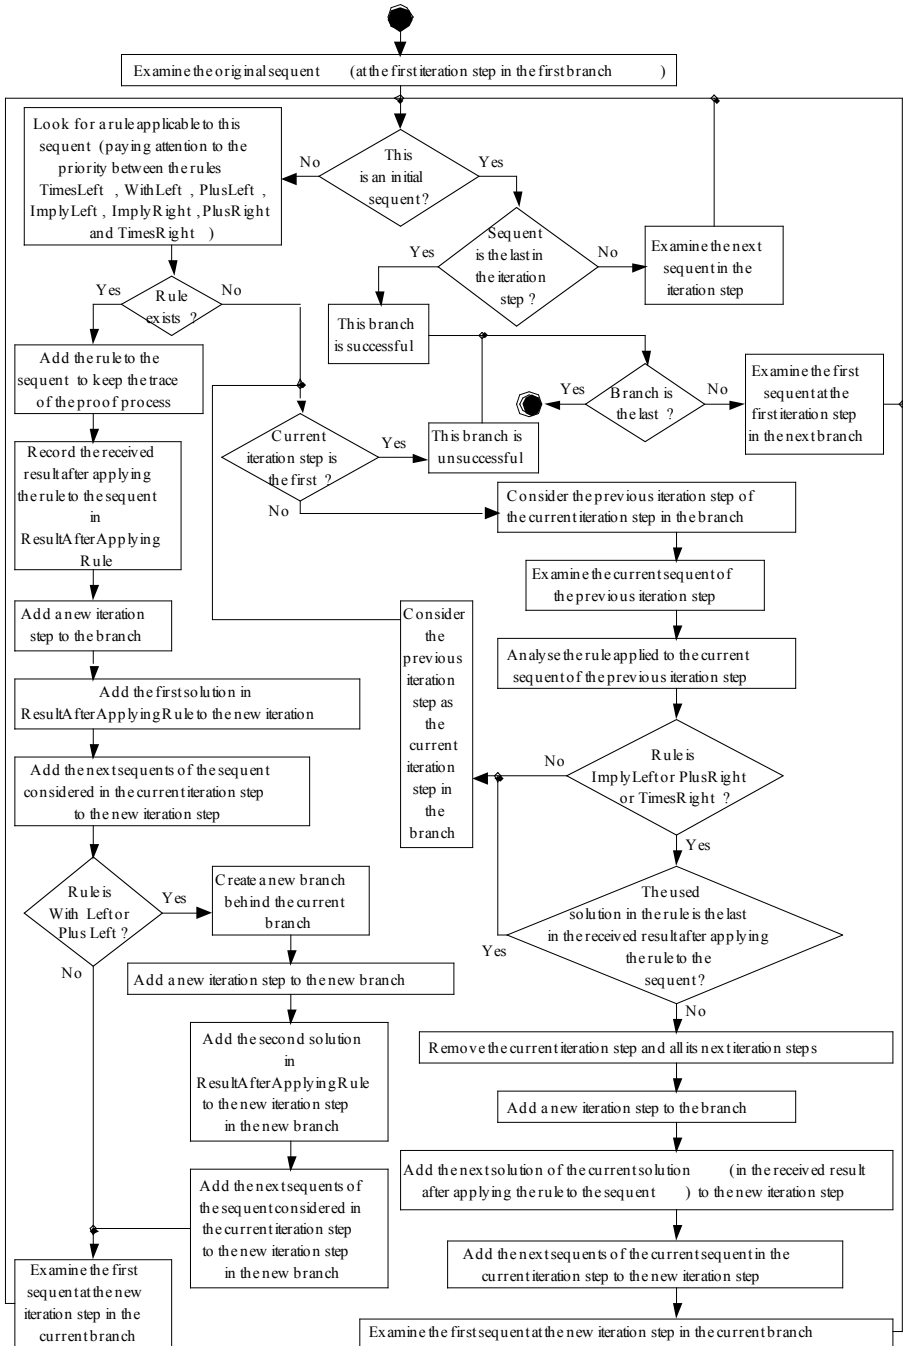 Examine the original sequent (at the first iteration step in the first branch )
Look for a rule applicable to this
sequent (paying attention to the
priority between the rules
TimesLeft , WithLeft , PlusLeft ,
ImplyLeft , ImplyRight , PlusRight
and TimesRight )
No
This
is an initial
sequent ?
Yes
Sequent
is the last in
the iteration
step ?
Yes
No
Examine the next
sequent in the
iteration step
Yes
Rule
exists ?
No
This branch
is successful
Add the rule to the
sequent to keep the trace
of the proof process
Yes
Branch is
the last ?
No
Examine the first
sequent at the
first iteration step
in the next branch
Current
iteration step is
the first ?
Yes
This branch is
unsuccessful
No
Record the received
result after applying
the rule to the sequent
in
ResultAfterApplying
Rule
Consider the previous iteration step of
the current iteration step in the branch
Examine the current sequent of
the previous iteration step
Add a new iteration
step to the branch
Consider
the
previous
iteration
step as
the
current
iteration
step in
the
branch
Analyse the rule applied to the current
sequent of the previous iteration step
Add the first solution in
ResultAfterApplyingRule to the new iteration
No
Rule is
ImplyLeft or PlusRight
or TimesRight ?
Yes
Add the next sequents of the sequent
considered in the current iteration step
to the new iteration step
Rule is
With Left or
Plus Left ?
Yes
No
Create a new branch
behind the current
branch
The used
solution in the rule is the last
in the received result after applying
the rule to the
sequent ?
Yes
No
Add a new iteration step to the new branch
Add the second solution
in
ResultAfterApplyingRule
to the new iteration step
in the new branch
Remove the current iteration step and all its next iteration steps
Add a new iteration step to the branch
Add the next solution of the current solution (in the received result
after applying the rule to the sequent ) to the new iteration step
Add the next sequents of
the sequent considered in
the current iteration step
to the new iteration step
in the new branch
Add the next sequents of the current sequent in the
current iteration step to the new iteration step
Examine the first
sequent at the new
iteration step in the
current branch
Examine the first sequent at the new iteration step in the current branch